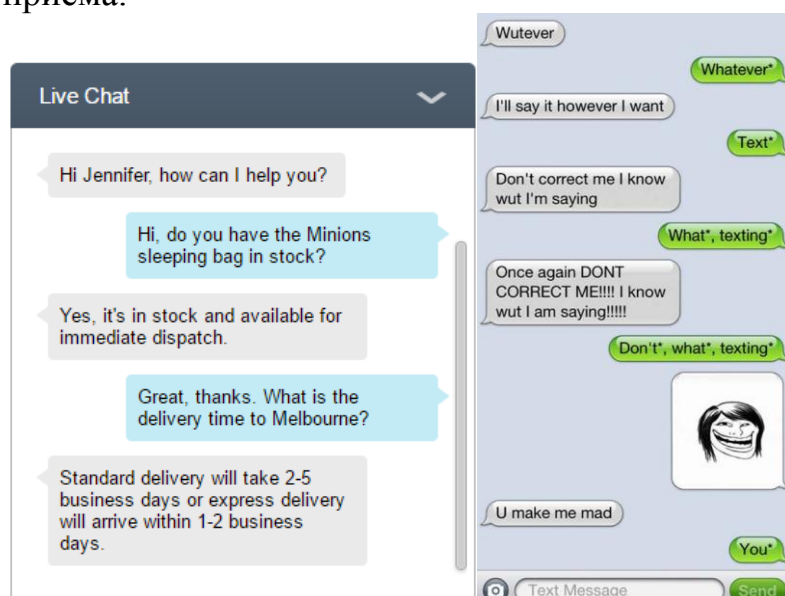 приема.
Live Chat
Hi Jennifer, how can I help you?
Hi, do you have the Minions
sleeping bag in stock?
Yes, it's in stock and available for
immediate dispatch.
Great, thanks. What is the
delivery time to Melbourne?
Standard delivery will take 2-5
business days or express delivery
will arrive within 1-2 business
days.
Wutever
Whatever*
I'll say it however I want
Text*
Don't correct me I know
wut I'm saying
What*, texting*
Once again DONT
CORRECT ME!!!! I know
wut I am saying!!!!!
Don't*, what*, texting*
U make me mad
You*
Text Message
Send